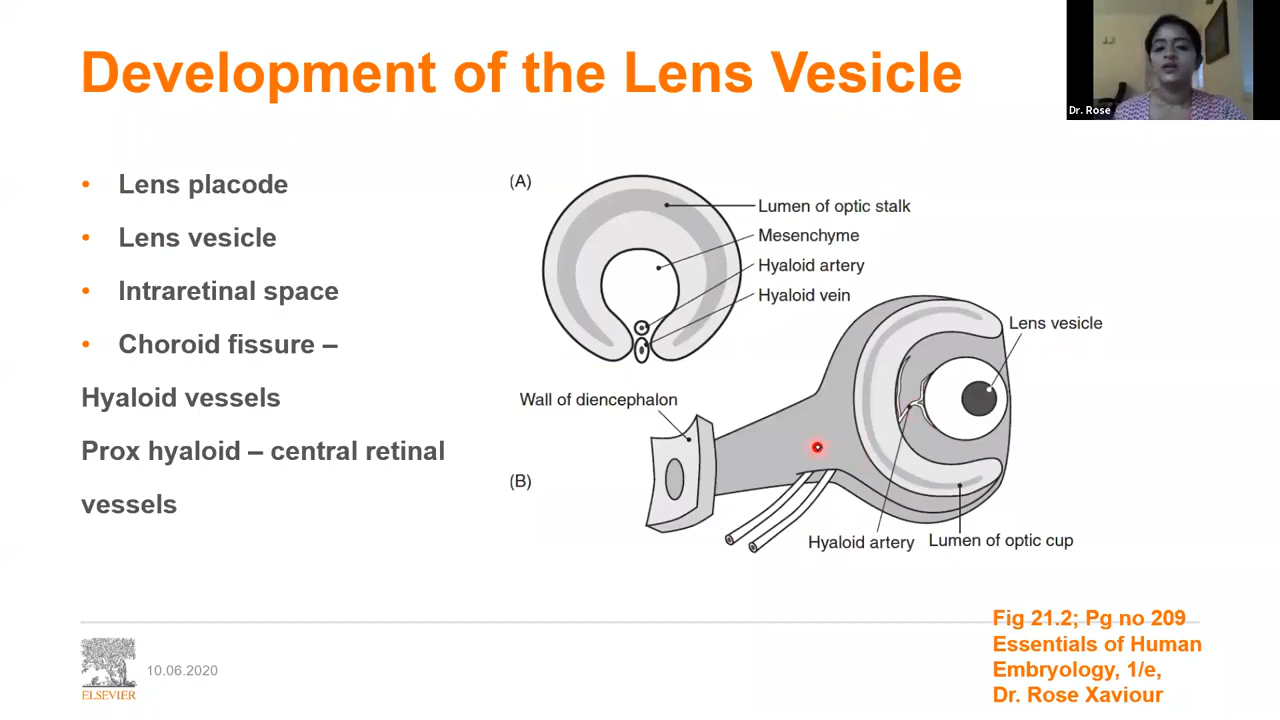 Development of the Lens Vesicle
Dr. Rose
• Lens placode
• Lens vesicle
• Intraretinal space
• Choroid fissure –
Hyaloid vessels
Prox hyaloid – central retinal
vessels
(A)
Lumen of optic stalk
Mesenchyme
Hyaloid artery
Hyaloid vein
Lens vesicle
Wall of diencephalon
(B)
Hyaloid artery
Lumen of optic cup
Fig 21.2; Pg no 209
Essentials of Human
Embryology, 1/e,
Dr. Rose Xaviour
ELSEVIER
10.06.2020